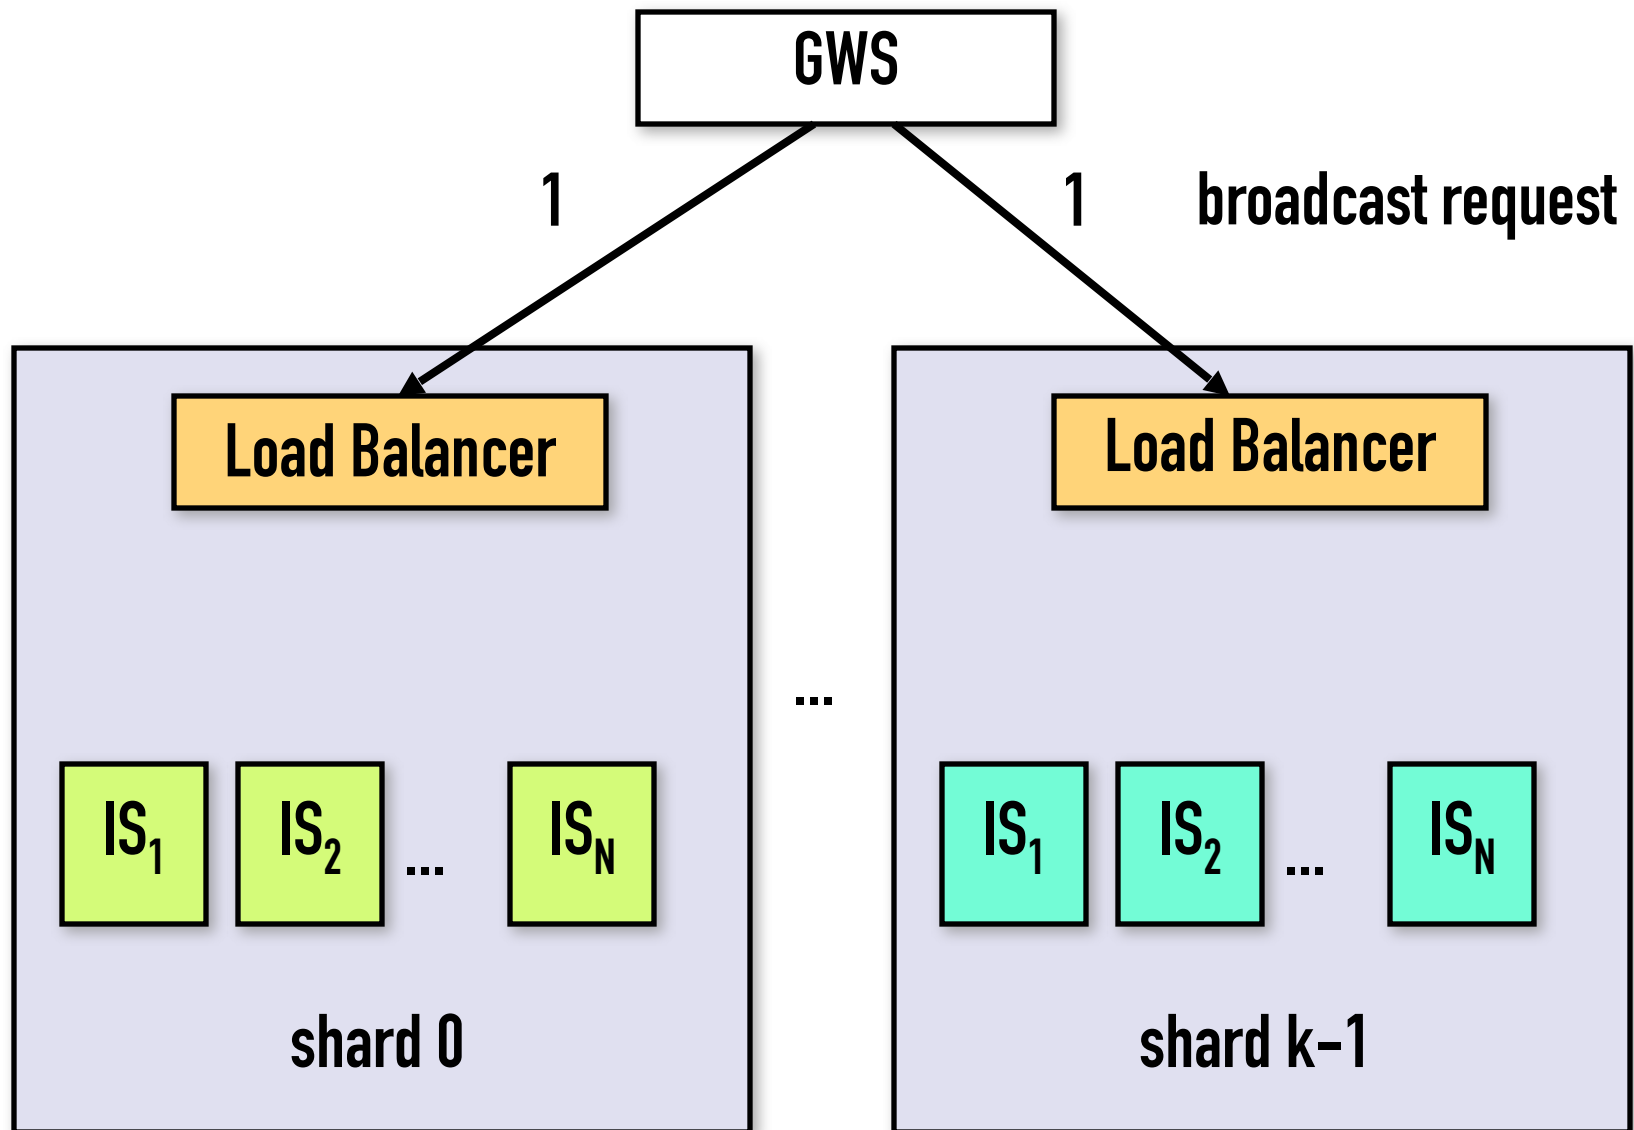 GWS
1
1 broadcast request
Load Balancer
Load Balancer
...
IS1
IS2
...
ISN
IS1
IS2
...
ISN
shard 0
shard k-1